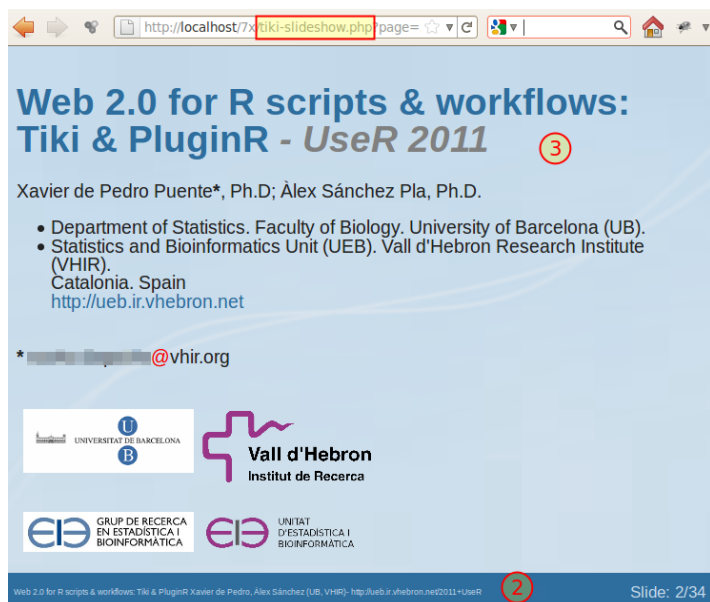 http://localhost/7x/tiki-slideshow.php?page=
Web 2.0 for R scripts & workflows:
Tiki & PluginR - UseR 2011
3
Xavier de Pedro Puente*, Ph.D; Àlex Sánchez Pla, Ph.D.
• Department of Statistics. Faculty of Biology. University of Barcelona (UB).
• Statistics and Bioinformatics Unit (UEB). Vall d'Hebron Research Institute
(VHIR).
Catalonia. Spain
http://ueb.ir.vhebron.net
* @vhir.org
UNIVERSITAT DE BARCELONA
U
B
Vall d'Hebron
Institut de Recerca
GRUP DE RECERCA
EN ESTADÍSTICA I
BIOINFORMÀTICA
UNITAT
D'ESTADÍSTICA I
BIOINFORMÀTICA
Web 2.0 for R scripts & workflows: Tiki & PluginR Xavier de Pedro, Àlex Sánchez (UB, VHIR)- http://ueb.ir.vhebron.net/2011+UseR
2
Slide: 2/34